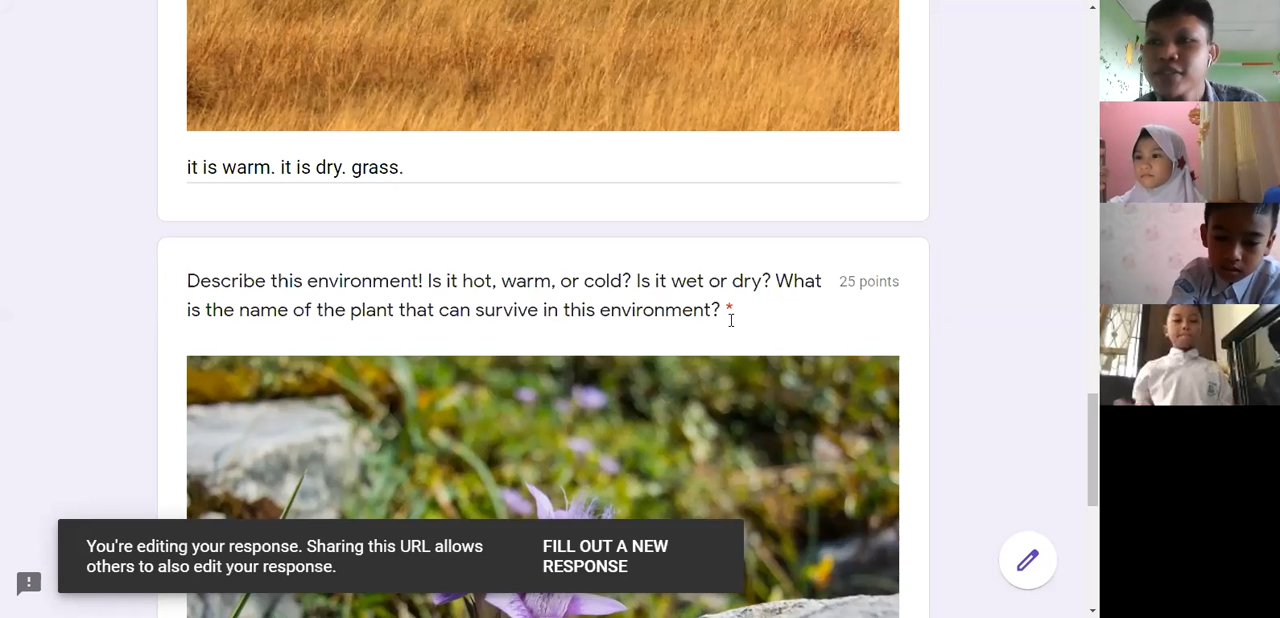 it is warm. it is dry. grass.
Describe this environment! Is it hot, warm, or cold? Is it wet or dry? What
25 points
is the name of the plant that can survive in this environment? *
You're editing your response. Sharing this URL allows
others to also edit your response.
FILL OUT A NEW
RESPONSE